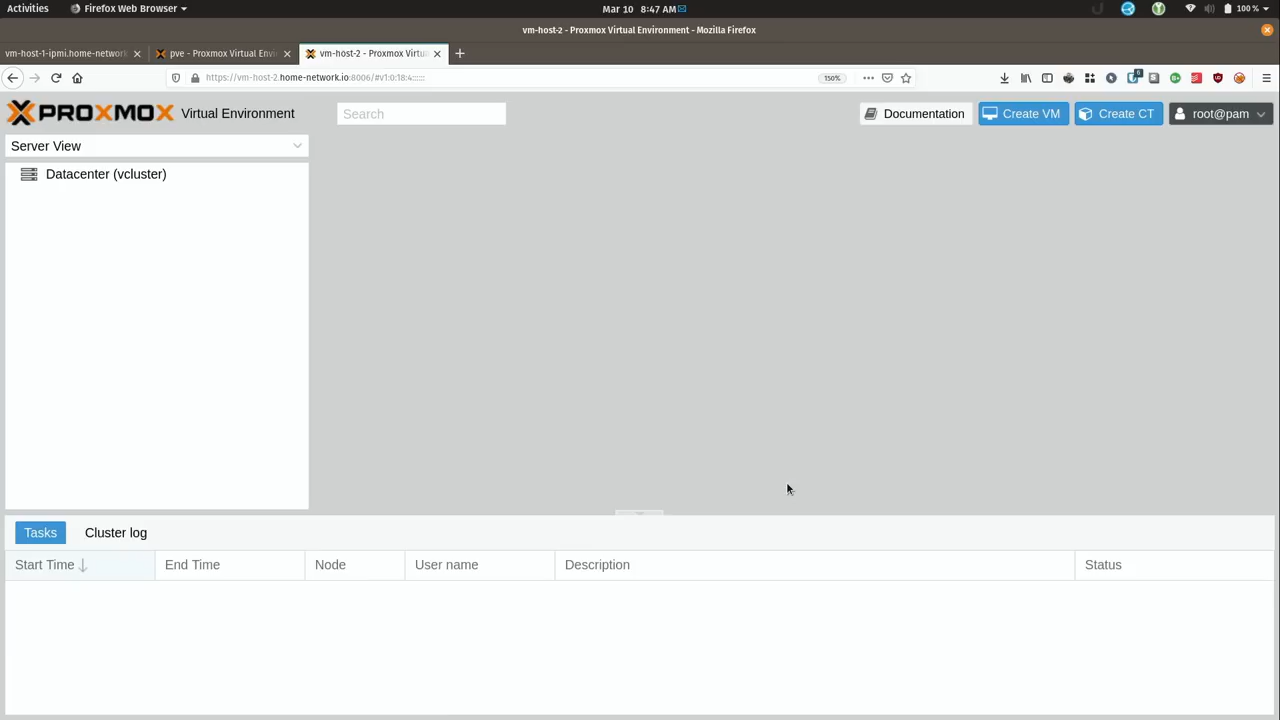 Activities
Firefox Web Browser
Mar 10 8:47 AM
100 %
vm-host-2 - Proxmox Virtual Environment - Mozilla Firefox
vm-host-1-ipmi.home-network
pve - Proxmox Virtual Envi
vm-host-2 - Proxmox Virtua
https://vm-host-2.home-network.io:8006/#v1:0:18:4::::::
150%
6
PROXMOX Virtual Environment
Search
Documentation
Create VM
Create CT
root@pam
Server View
Datacenter (vcluster)
Tasks
Cluster log
Start Time
End Time
Node
User name
Description
Status